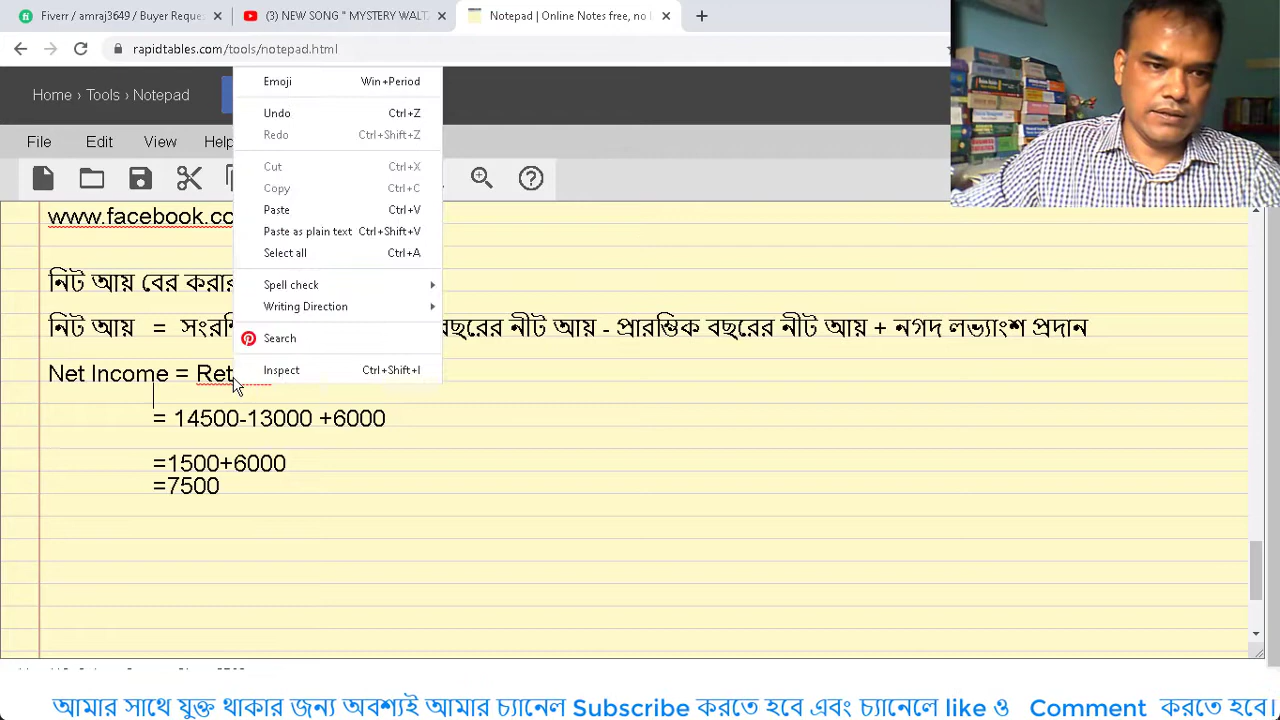 Fiverr / amraj3649 / Buyer Requ
(3) NEW SONG " MYSTERY WALT
Notepad | Online Notes free, no
rapidtables.com/tools/notepad.html
Home › Tools › Notepad
File Edit View Help
Emoji Win+Period
Undo Ctrl+Z
Redo Ctrl+Shift+Z
Cut Ctrl+X
Copy Ctrl+C
Paste Ctrl+V
Paste as plain text Ctrl+Shift+V
Select all Ctrl+A
Spell check
Writing Direction
Search
Inspect Ctrl+Shift+I
www.facebook.co
নিট আয় বের করার
নিট আয় = সংরক্ষি বছরের নীট আয় - প্রারম্ভিক বছরের নীট আয় + নগদ লভ্যাংশ প্রদান
Net Income = Ret
= 14500-13000 +6000
=1500+6000
=7500
আমার সাথে যুক্ত থাকার জন্য অবশ্যই আমার চ্যানেল Subscribe করতে হবে এবং চ্যানেলে like ও Comment করতে হবে।